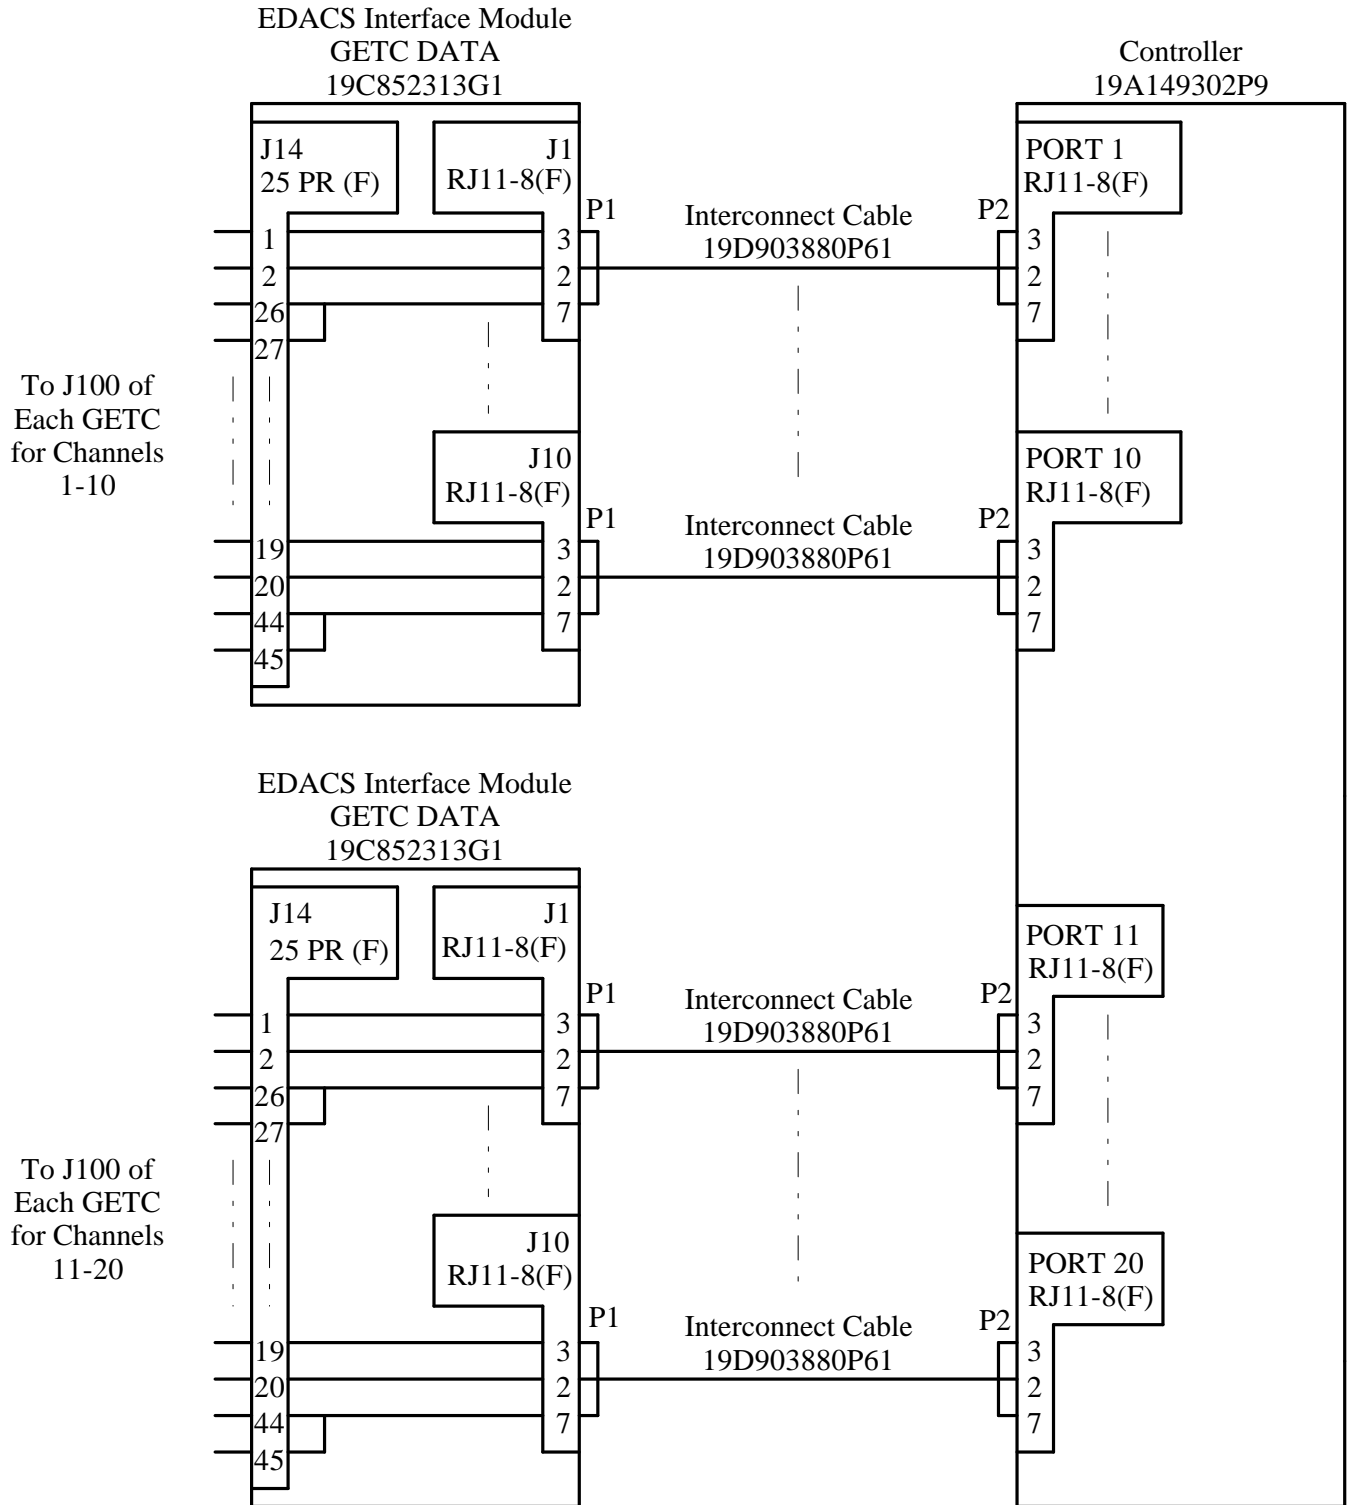 EDACS Interface Module
GETC DATA
19C852313G1
Controller
19A149302P9
J14
25 PR (F)
J1
RJ11-8(F)
PORT 1
RJ11-8(F)
P1
Interconnect Cable
19D903880P61
P2
1
2
26
27
3
2
7
3
2
7
To J100 of
Each GETC
for Channels
1-10
J10
RJ11-8(F)
PORT 10
RJ11-8(F)
P1
Interconnect Cable
19D903880P61
P2
19
20
44
45
3
2
7
3
2
7
EDACS Interface Module
GETC DATA
19C852313G1
J14
25 PR (F)
J1
RJ11-8(F)
PORT 11
RJ11-8(F)
P1
Interconnect Cable
19D903880P61
P2
1
2
26
27
3
2
7
3
2
7
To J100 of
Each GETC
for Channels
11-20
J10
RJ11-8(F)
PORT 20
RJ11-8(F)
P1
Interconnect Cable
19D903880P61
P2
19
20
44
45
3
2
7
3
2
7